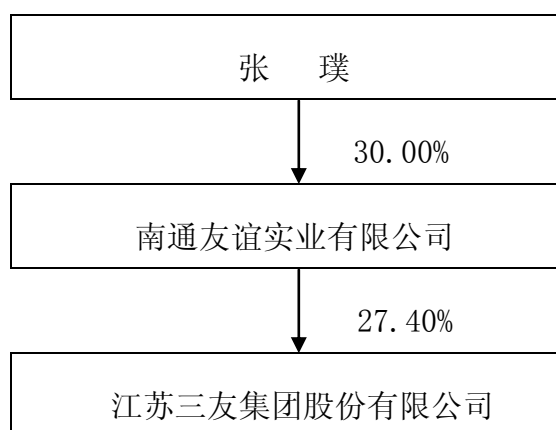 张 璞
30.00%
南通友谊实业有限公司
27.40%
江苏三友集团股份有限公司